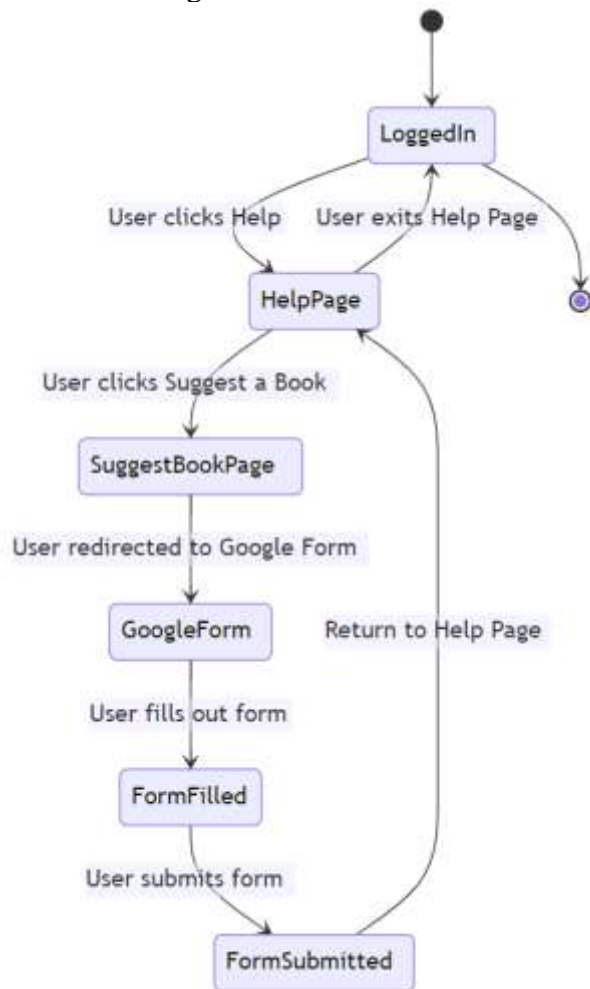 LoggedIn
User clicks Help
User exits Help Page
HelpPage
User clicks Suggest a Book
SuggestBookPage
User redirected to Google Form
GoogleForm
Return to Help Page
User fills out form
FormFilled
User submits form
FormSubmitted